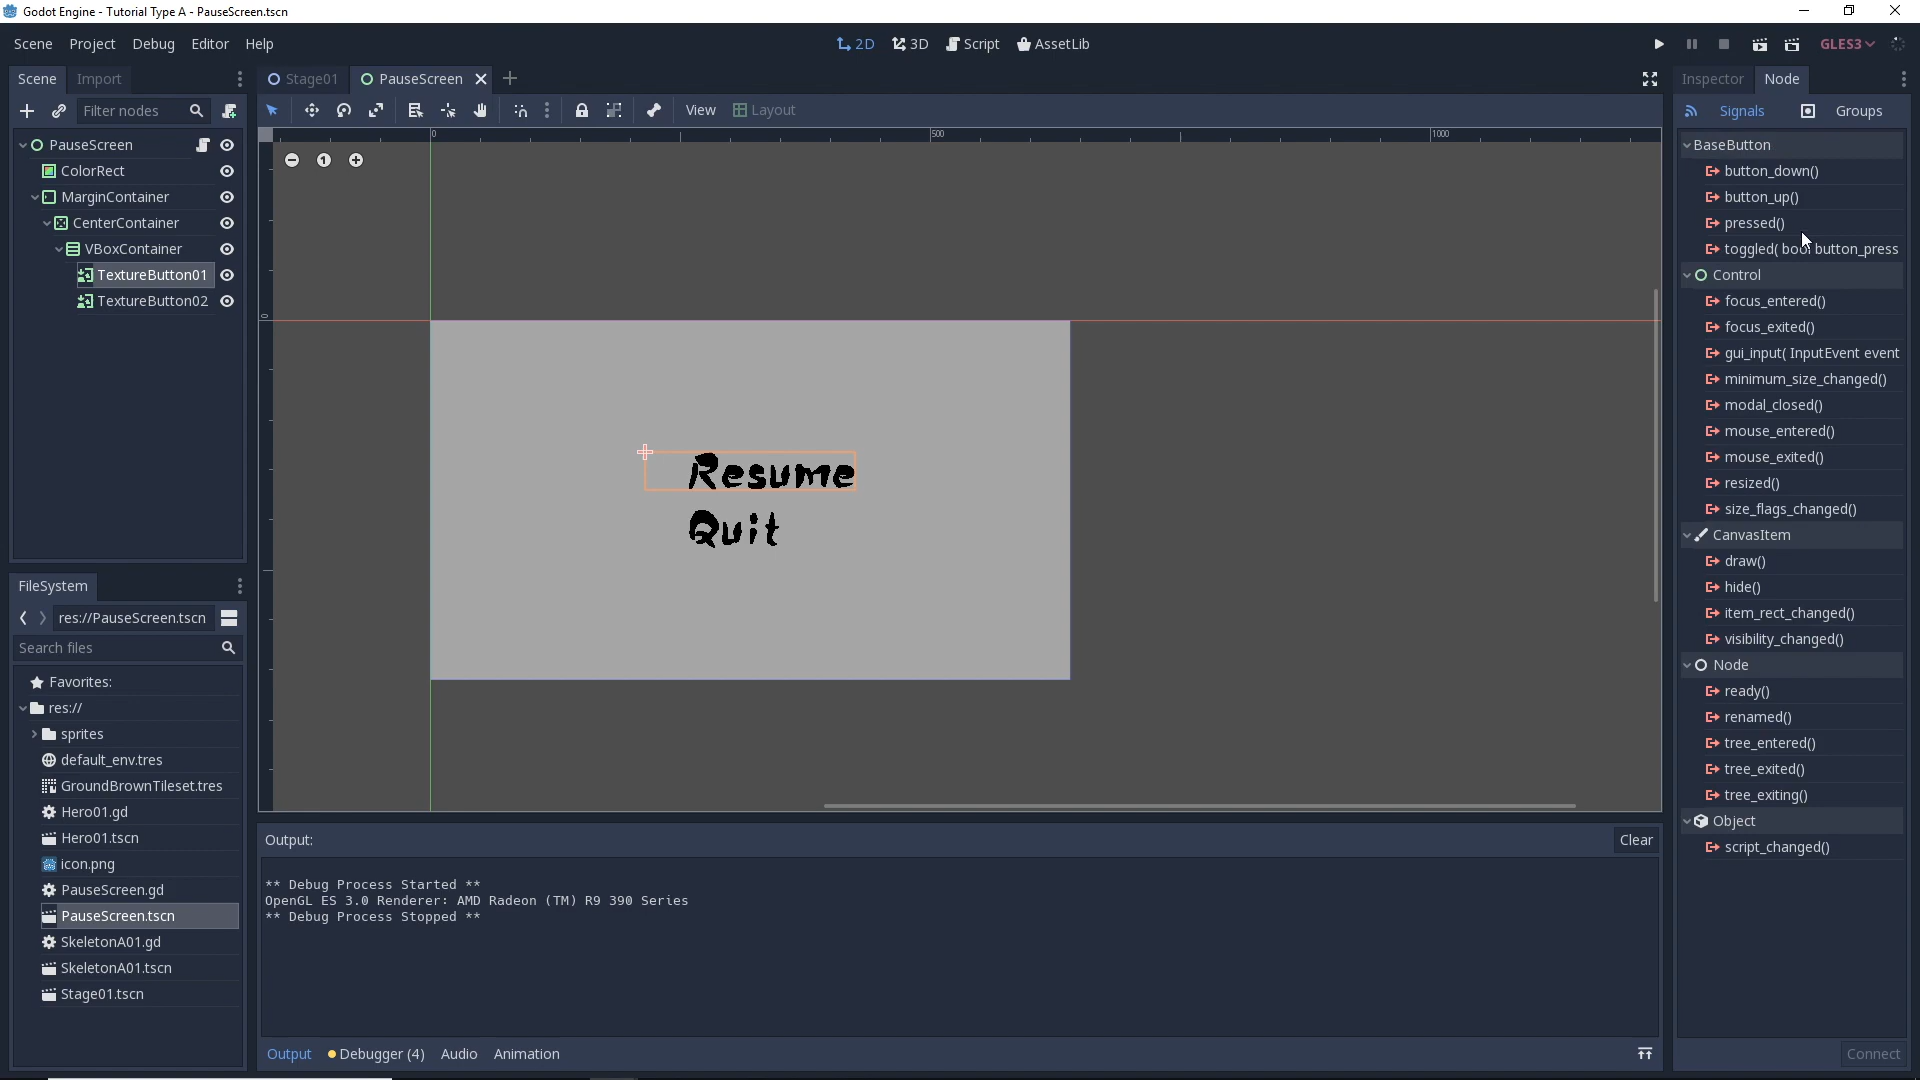 Godot Engine - Tutorial Type A - PauseScreen.tscn
Scene Project Debug Editor Help
2D 3D Script AssetLib
GLES3
Scene Import
Stage01 PauseScreen
Inspector Node
Filter nodes
View Layout
Signals Groups
PauseScreen
ColorRect
MarginContainer
CenterContainer
VBoxContainer
TextureButton01
TextureButton02
0 500 1000
1
0
Resume
Quit
BaseButton
button_down()
button_up()
pressed()
toggled( bool button_press
Control
focus_entered()
focus_exited()
gui_input( InputEvent event
minimum_size_changed()
modal_closed()
mouse_entered()
mouse_exited()
resized()
size_flags_changed()
CanvasItem
draw()
hide()
item_rect_changed()
visibility_changed()
Node
ready()
renamed()
tree_entered()
tree_exited()
tree_exiting()
Object
script_changed()
Connect
FileSystem
res://PauseScreen.tscn
Search files
Favorites:
res://
sprites
default_env.tres
GroundBrownTileset.tres
Hero01.gd
Hero01.tscn
icon.png
PauseScreen.gd
PauseScreen.tscn
SkeletonA01.gd
SkeletonA01.tscn
Stage01.tscn
Output:
Clear
** Debug Process Started **
OpenGL ES 3.0 Renderer: AMD Radeon (TM) R9 390 Series
** Debug Process Stopped **
Output Debugger (4) Audio Animation